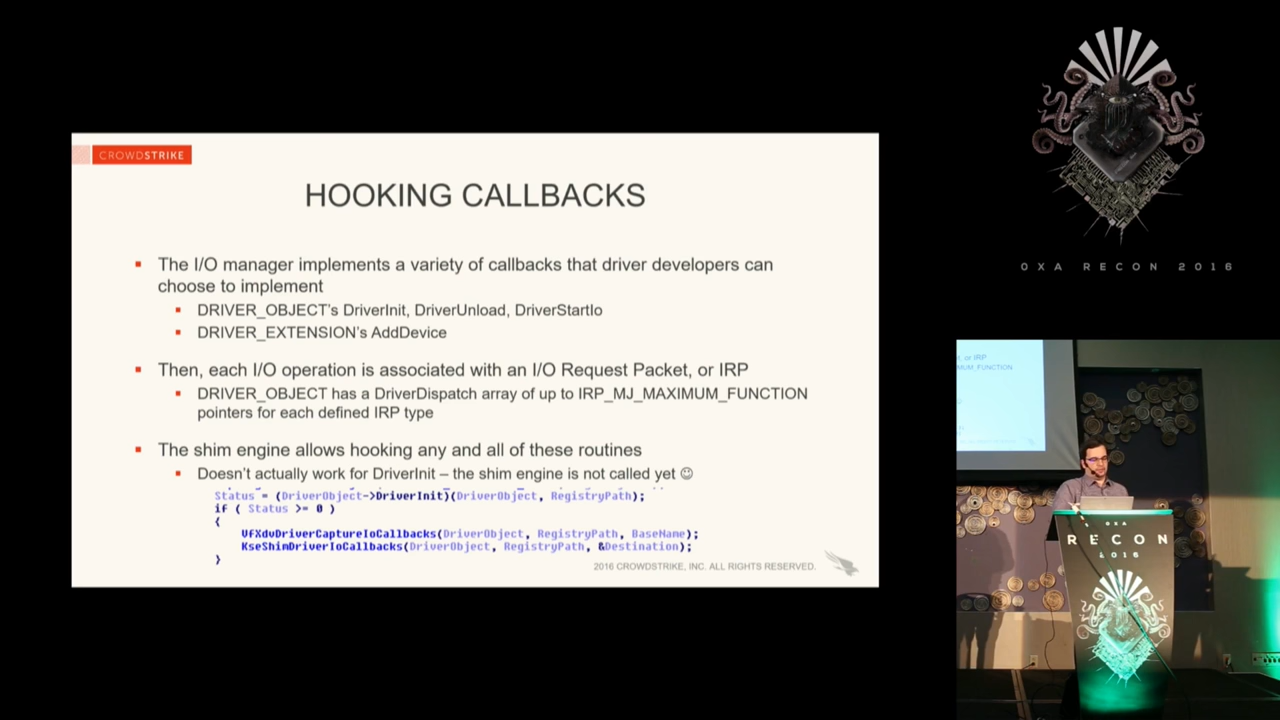 CROWDSTRIKE
HOOKING CALLBACKS
The I/O manager implements a variety of callbacks that driver developers can
choose to implement
DRIVER_OBJECT's DriverInit, DriverUnload, DriverStartIo
DRIVER_EXTENSION's AddDevice
Then, each I/O operation is associated with an I/O Request Packet, or IRP
DRIVER_OBJECT has a DriverDispatch array of up to IRP_MJ_MAXIMUM_FUNCTION
pointers for each defined IRP type
The shim engine allows hooking any and all of these routines
Doesn't actually work for DriverInit – the shim engine is not called yet ☺
Status = (DriverObject->DriverInit)(DriverObject, RegistryPath);
if ( Status >= 0 )
{
VfXdvDriverCaptureIoCallbacks(DriverObject, RegistryPath, BaseName);
KseShimDriverIoCallbacks(DriverObject, RegistryPath, &Destination);
}
2016 CROWDSTRIKE, INC. ALL RIGHTS RESERVED.
0XA RECON 2016
, or IRP
MUM_FUNCTION
0XA
RECON
2016